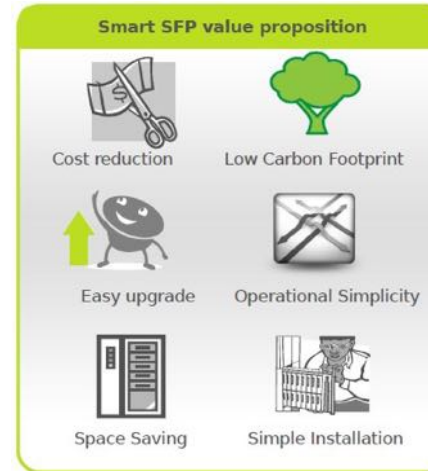 Smart SFP value proposition
Cost reduction
Low Carbon Footprint
Easy upgrade
Operational Simplicity
Space Saving
Simple Installation